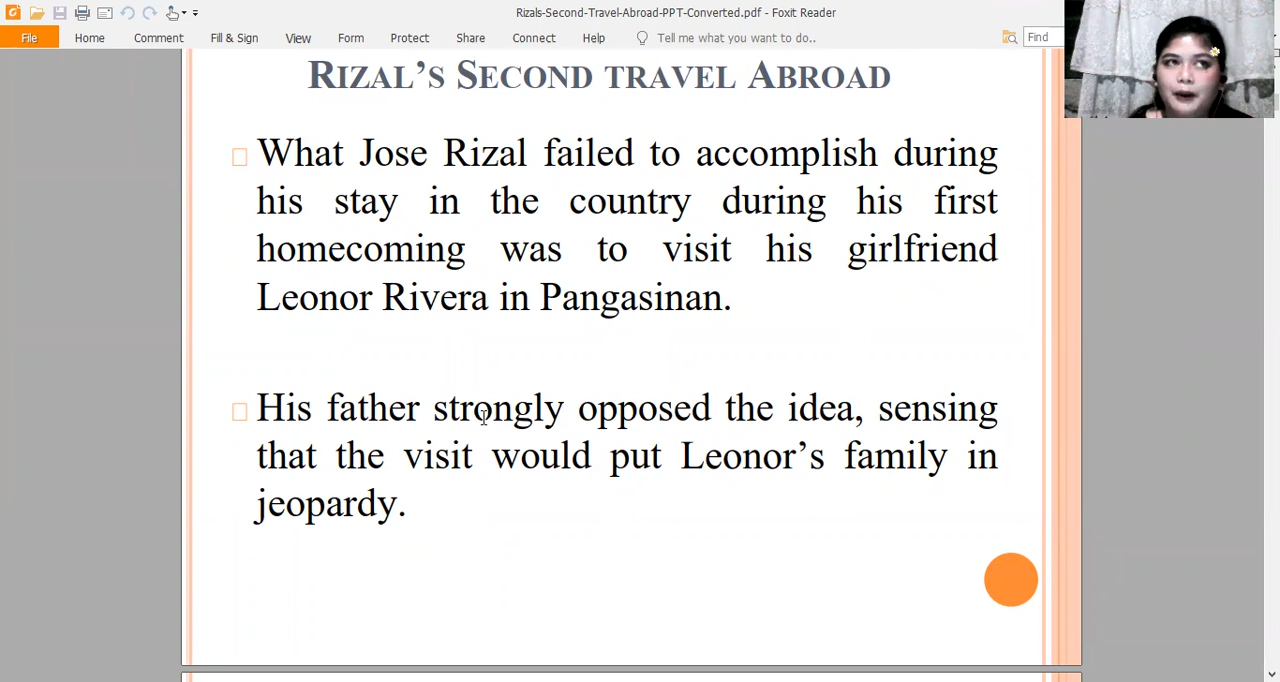 Rizals-Second-Travel-Abroad-PPT-Converted.pdf - Foxit Reader
File Home Comment Fill & Sign View Form Protect Share Connect Help Tell me what you want to do.. Find
RIZAL’S SECOND TRAVEL ABROAD
What Jose Rizal failed to accomplish during
his stay in the country during his first
homecoming was to visit his girlfriend
Leonor Rivera in Pangasinan.
His father strongly opposed the idea, sensing
that the visit would put Leonor’s family in
jeopardy.